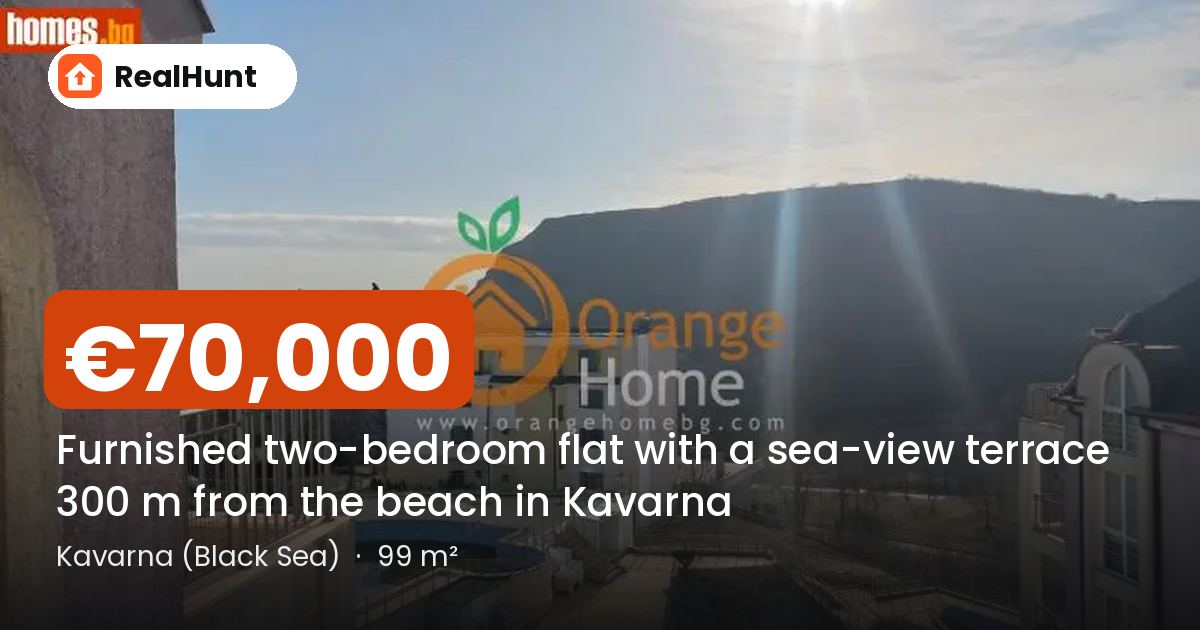 homes.bg
RealHunt
Orange
€70,000
Home
www.orangehomebg.com
Furnished two-bedroom flat with a sea-view terrace
300 m from the beach in Kavarna
Kavarna (Black Sea) · 99 m²